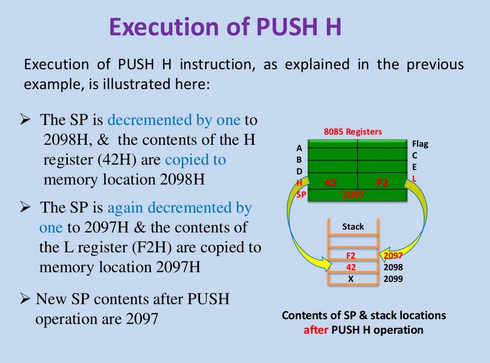 Execution of PUSH H
Execution of PUSH H instruction, as explained in the previous
example, is illustrated here:
➢ The SP is decremented by one to
2098H, & the contents of the H
register (42H) are copied to
memory location 2098H
➢ The SP is again decremented by
one to 2097H & the contents of
the L register (F2H) are copied to
memory location 2097H
➢ New SP contents after PUSH
operation are 2097
8085 Registers
A Flag
B C
D E
H 42 F2 L
SP 2097
Stack
F2 2097
42 2098
X 2099
Contents of SP & stack locations
after PUSH H operation